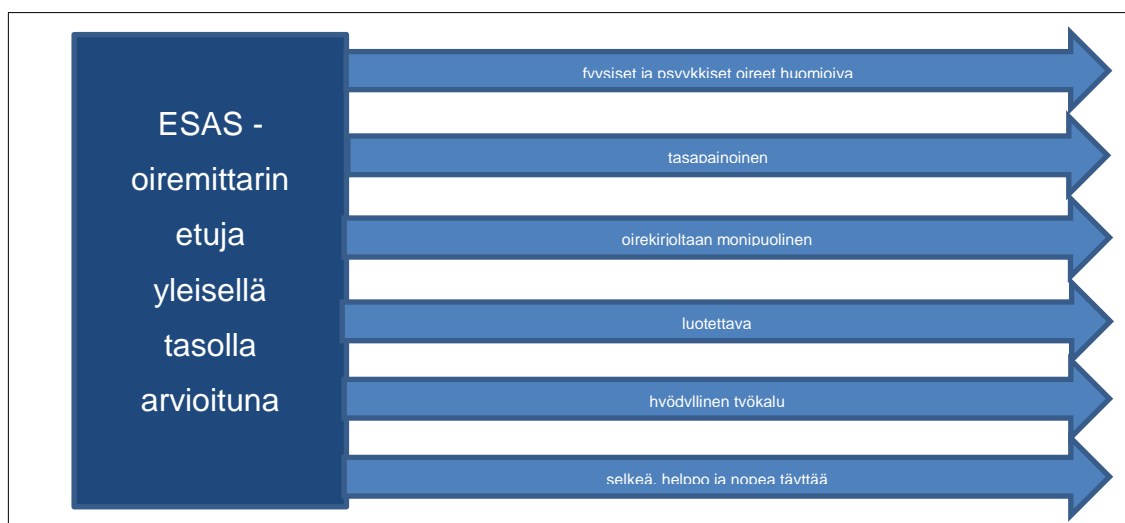 ESAS -
oiremittarin
etuja
yleisellä
tasolla
arvioituna
fyysiset ja psyykkiset oireet huomioiva
tasapainoinen
oirekirjoltaan monipuolinen
luotettava
hyödyllinen työkalu
selkeä, helppo ja nopea täyttää